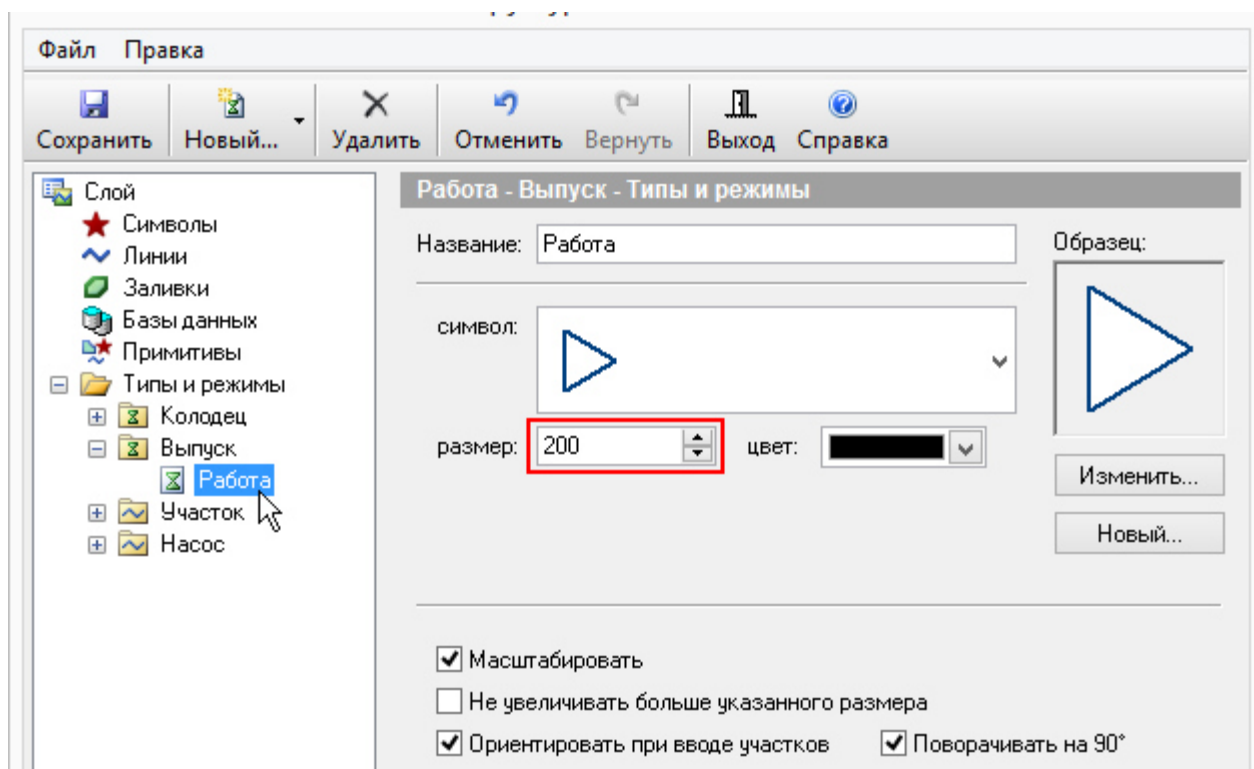 Файл Правка
Сохранить Новый... Удалить Отменить Вернуть Выход Справка
Слой
Символы
Линии
Заливки
Базы данных
Примитивы
Типы и режимы
Колодец
Выпуск
Работа
Участок
Насос
Работа - Выпуск - Типы и режимы
Название: Работа
Образец:
символ:
размер: 200 цвет:
Изменить...
Новый...
Масштабировать
Не увеличивать больше указанного размера
Ориентировать при вводе участков Поворачивать на 90°